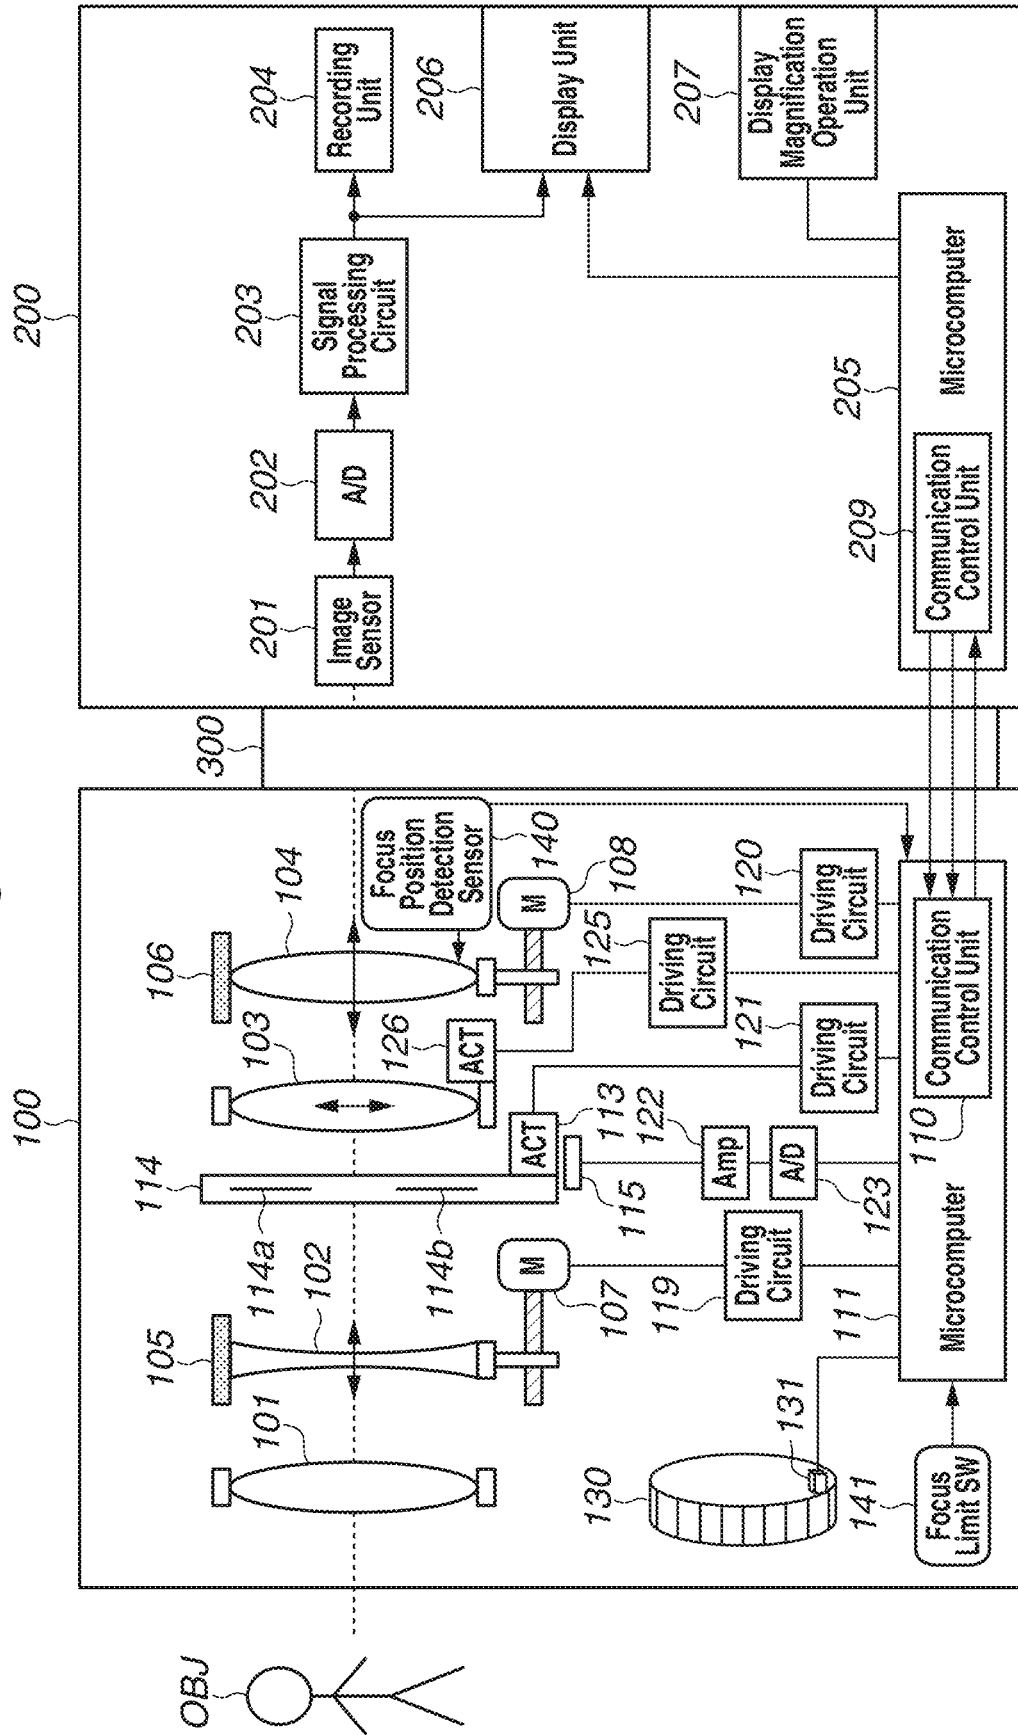 100
300
200
OBJ
101
105
102
114
114a
114b
103
126
ACT
106
104
Focus
Position
Detection
Sensor
140
M
108
M
107
ACT
113
115
122
Amp
A/D
123
119
Driving
Circuit
121
Driving
Circuit
125
Driving
Circuit
120
Driving
Circuit
130
131
141
Focus
Limit SW
111
Microcomputer
110
Communication
Control Unit
201
Image
Sensor
202
A/D
203
Signal
Processing
Circuit
204
Recording
Unit
206
Display Unit
207
Display
Magnification
Operation
Unit
209
Communication
Control Unit
205
Microcomputer